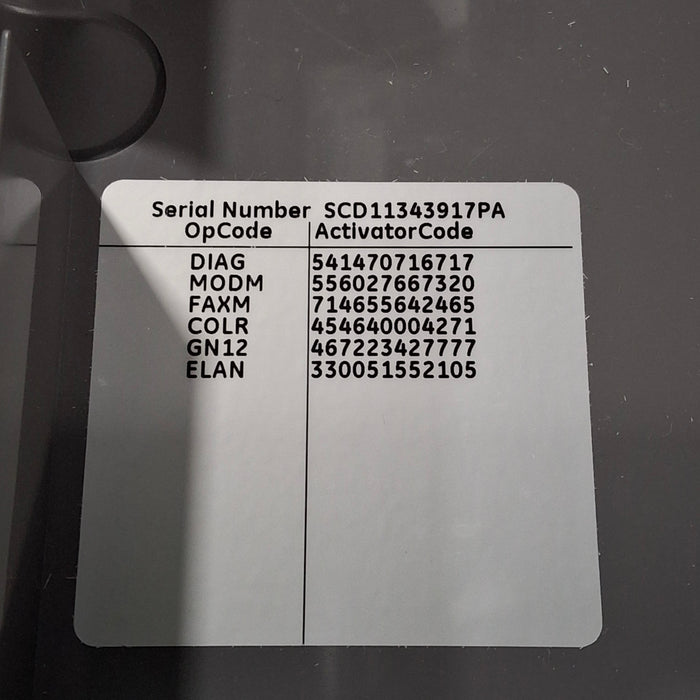 Serial Number SCD11343917PA
OpCode ActivatorCode
DIAG 541470716717
MODM 556027667320
FAXM 714655642465
COLR 454640004271
GN12 467223427777
ELAN 330051552105